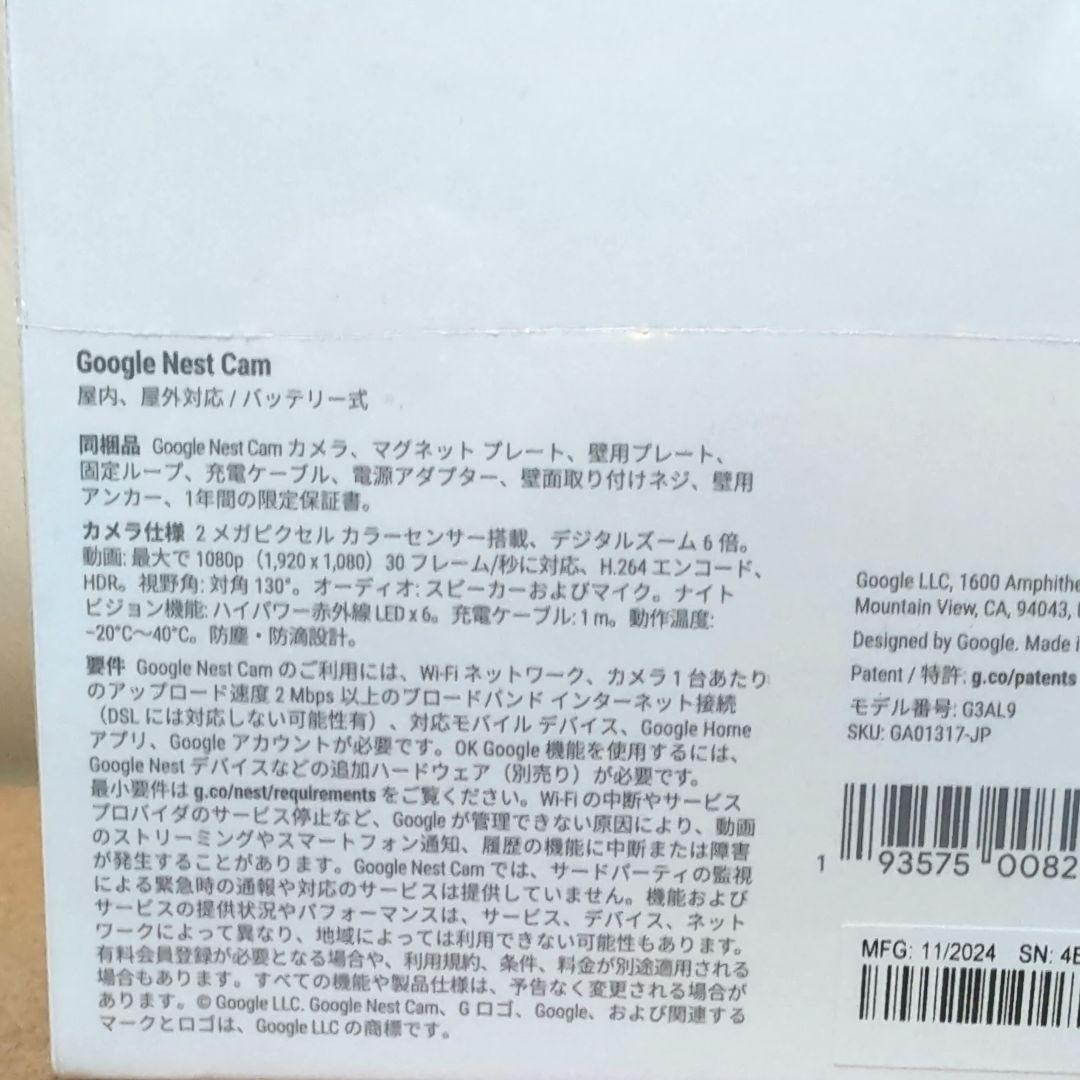 Google Nest Cam
屋内、屋外対応 / バッテリー式
同梱品 Google Nest Cam カメラ、マグネット プレート、壁用プレート、
固定ループ、充電ケーブル、電源アダプター、壁面取り付けネジ、壁用
アンカー、1年間の限定保証書。
カメラ仕様 2 メガピクセル カラーセンサー搭載、デジタルズーム 6 倍。
動画: 最大で 1080p（1,920 x 1,080）30 フレーム/秒に対応、H.264 エンコード、
HDR。視野角: 対角 130°。オーディオ: スピーカーおよびマイク。ナイト
ビジョン機能: ハイパワー赤外線 LED x 6。充電ケーブル: 1 m。動作温度:
−20°C～40°C。防塵・防滴設計。
要件 Google Nest Cam のご利用には、Wi-Fi ネットワーク、カメラ 1 台あたり
のアップロード速度 2 Mbps 以上のブロードバンド インターネット接続
（DSL には対応しない可能性有）、対応モバイル デバイス、Google Home
アプリ、Google アカウントが必要です。OK Google 機能を使用するには、
Google Nest デバイスなどの追加ハードウェア（別売り）が必要です。
最小要件は g.co/nest/requirements をご覧ください。Wi-Fi の中断やサービス
プロバイダのサービス停止など、Google が管理できない原因により、動画
のストリーミングやスマートフォン通知、履歴の機能に中断または障害
が発生することがあります。Google Nest Cam では、サードパーティの監視
による緊急時の通報や対応のサービスは提供していません。機能および
サービスの提供状況やパフォーマンスは、サービス、デバイス、ネット
ワークによって異なり、地域によっては利用できない可能性もあります。
有料会員登録が必要となる場合や、利用規約、条件、料金が別途適用される
場合もあります。すべての機能や製品仕様は、予告なく変更される場合が
あります。© Google LLC. Google Nest Cam、G ロゴ、Google、および関連する
マークとロゴは、Google LLC の商標です。
Google LLC, 1600 Amphithe
Mountain View, CA, 94043,
Designed by Google. Made i
Patent / 特許: g.co/patents
モデル番号: G3AL9
SKU: GA01317-JP
1 93575 0082
MFG: 11/2024 SN: 4E